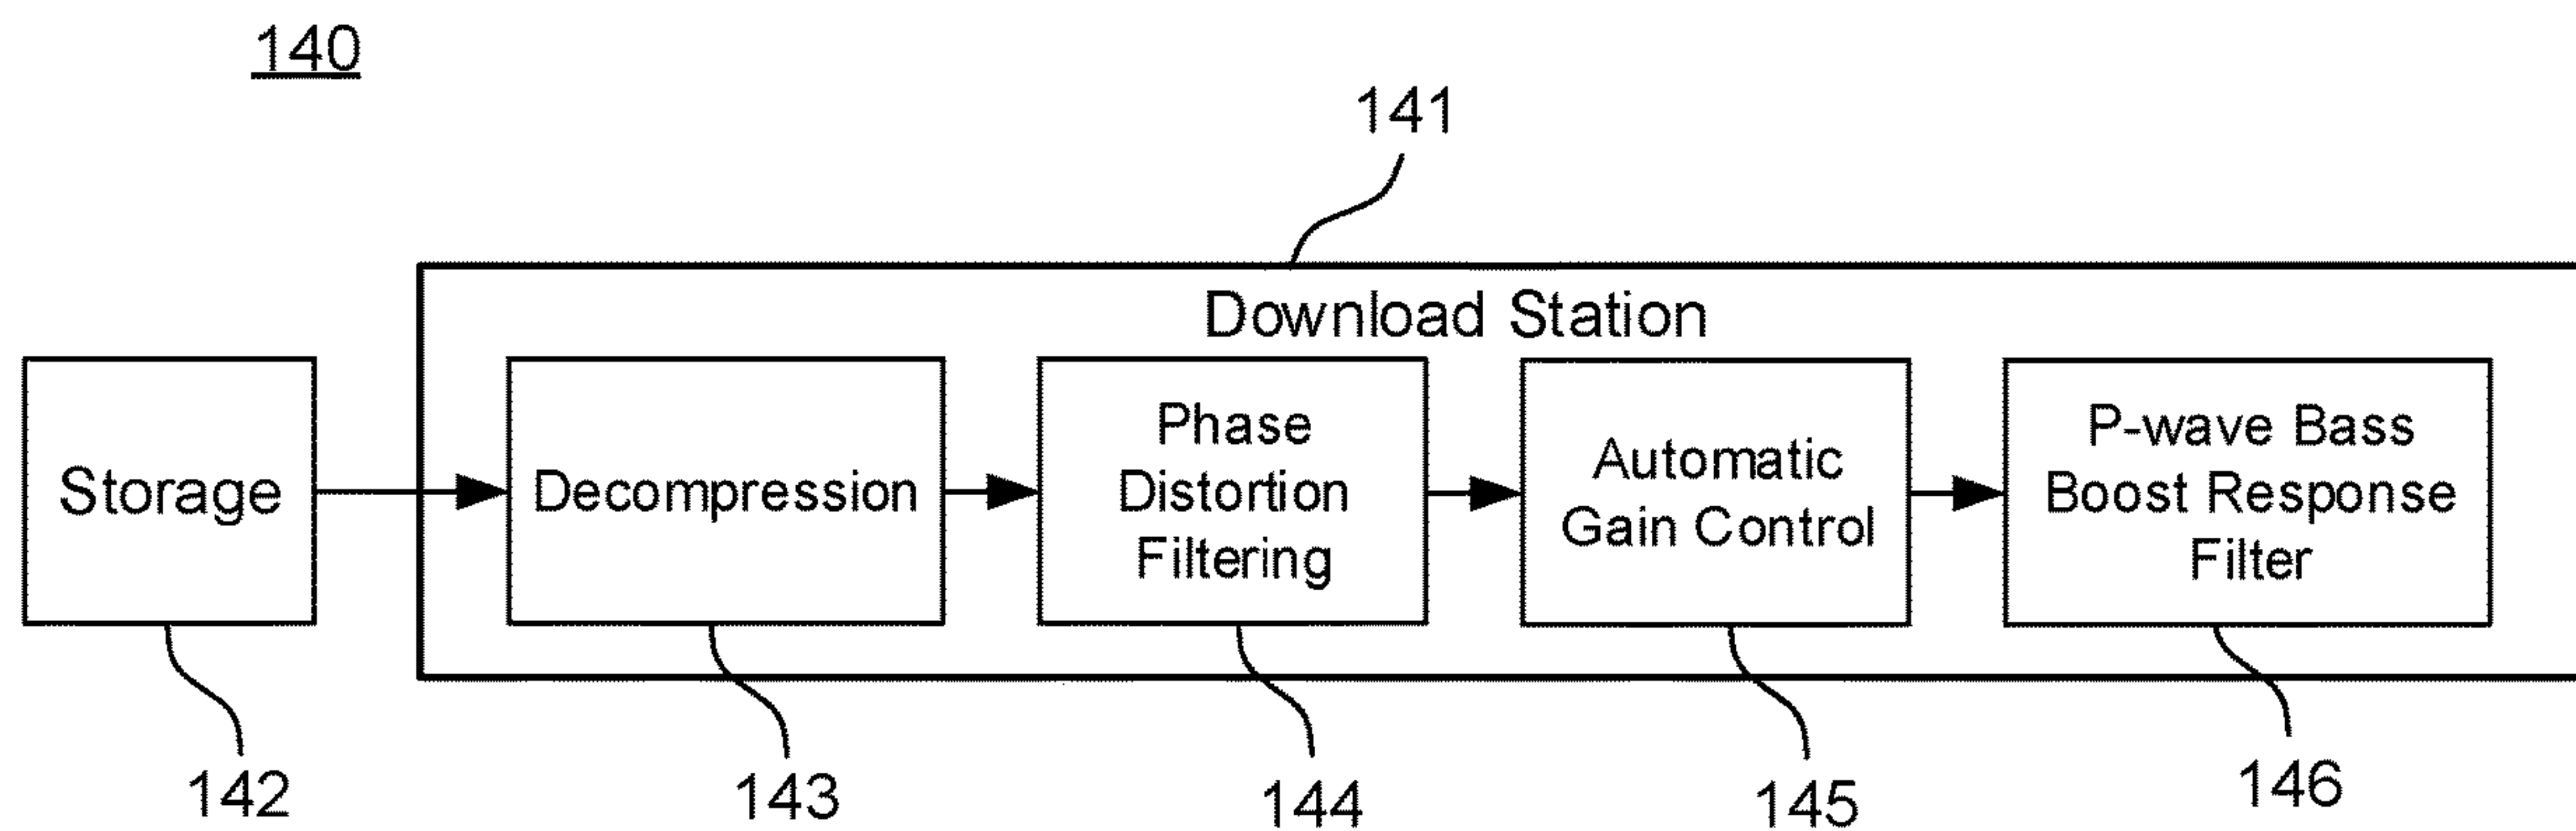 140
141
Download Station
Storage
Decompression
Phase
Distortion
Filtering
Automatic
Gain Control
P-wave Bass
Boost Response
Filter
142
143
144
145
146